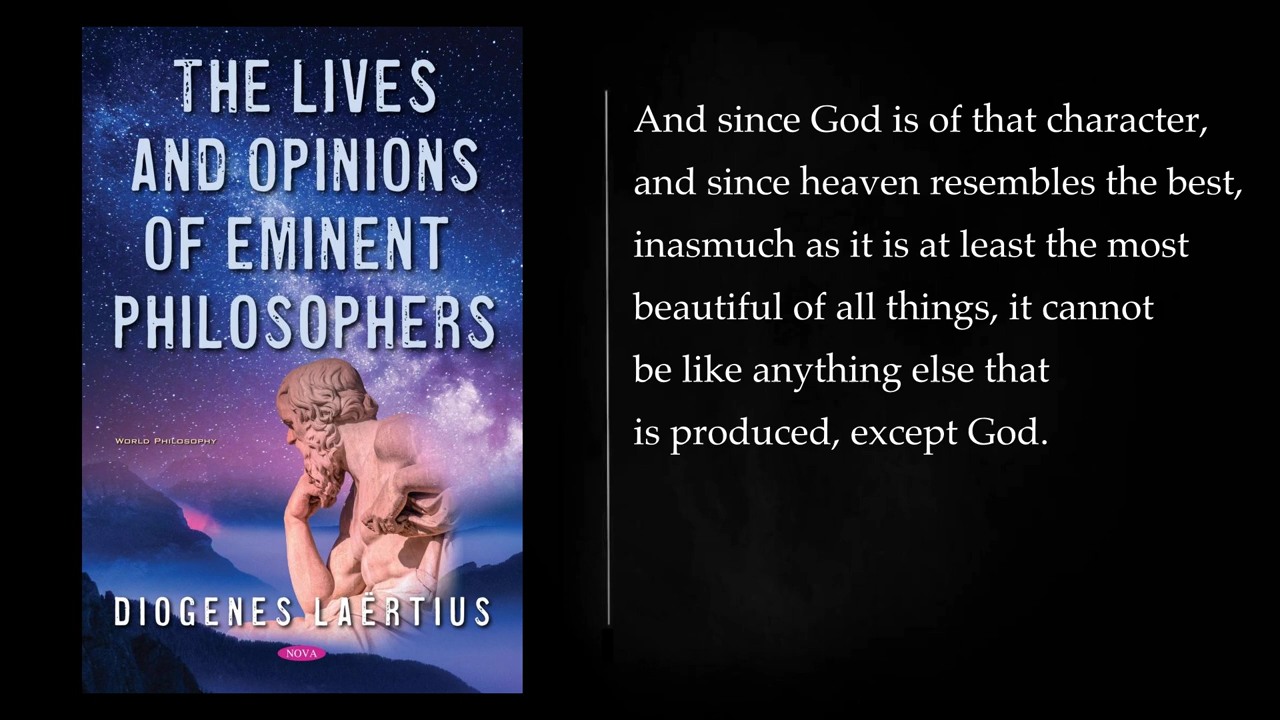 THE LIVES
AND OPINIONS
OF EMINENT
PHILOSOPHERS
WORLD PHILOSOPHY
DIOGENES LAËRTIUS
NOVA
And since God is of that character,
and since heaven resembles the best,
inasmuch as it is at least the most
beautiful of all things, it cannot
be like anything else that
is produced, except God.